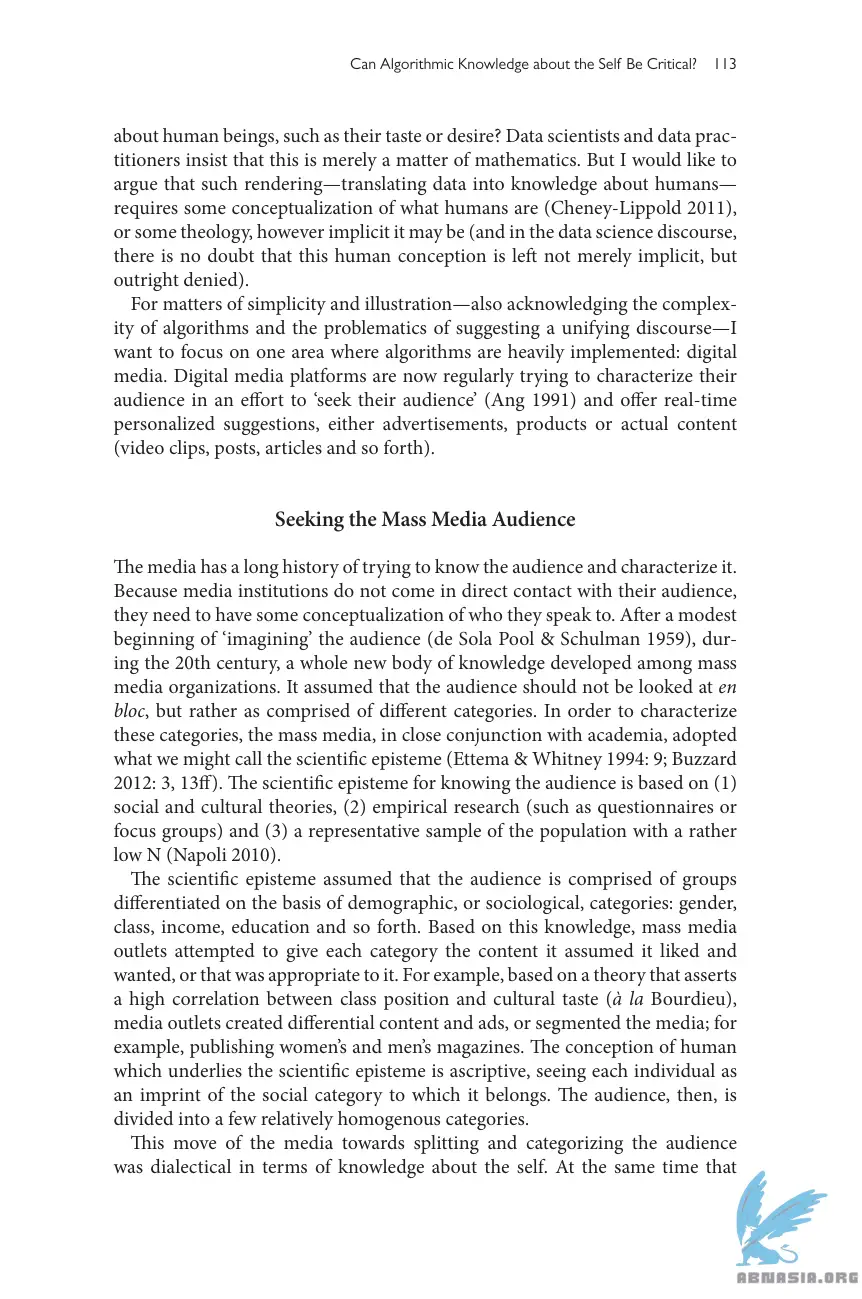 Can Algorithmic Knowledge about the Self Be Critical? 113
about human beings, such as their taste or desire? Data scientists and data prac-
titioners insist that this is merely a matter of mathematics. But I would like to
argue that such rendering—translating data into knowledge about humans—
requires some conceptualization of what humans are (Cheney-Lippold 2011),
or some theology, however implicit it may be (and in the data science discourse,
there is no doubt that this human conception is left not merely implicit, but
outright denied).
For matters of simplicity and illustration—also acknowledging the complex-
ity of algorithms and the problematics of suggesting a unifying discourse—I
want to focus on one area where algorithms are heavily implemented: digital
media. Digital media platforms are now regularly trying to characterize their
audience in an effort to ‘seek their audience’ (Ang 1991) and offer real-time
personalized suggestions, either advertisements, products or actual content
(video clips, posts, articles and so forth).
Seeking the Mass Media Audience
The media has a long history of trying to know the audience and characterize it.
Because media institutions do not come in direct contact with their audience,
they need to have some conceptualization of who they speak to. After a modest
beginning of ‘imagining’ the audience (de Sola Pool & Schulman 1959), dur-
ing the 20th century, a whole new body of knowledge developed among mass
media organizations. It assumed that the audience should not be looked at en
bloc, but rather as comprised of different categories. In order to characterize
these categories, the mass media, in close conjunction with academia, adopted
what we might call the scientific episteme (Ettema & Whitney 1994: 9; Buzzard
2012: 3, 13ff). The scientific episteme for knowing the audience is based on (1)
social and cultural theories, (2) empirical research (such as questionnaires or
focus groups) and (3) a representative sample of the population with a rather
low N (Napoli 2010).
The scientific episteme assumed that the audience is comprised of groups
differentiated on the basis of demographic, or sociological, categories: gender,
class, income, education and so forth. Based on this knowledge, mass media
outlets attempted to give each category the content it assumed it liked and
wanted, or that was appropriate to it. For example, based on a theory that asserts
a high correlation between class position and cultural taste (à la Bourdieu),
media outlets created differential content and ads, or segmented the media; for
example, publishing women’s and men’s magazines. The conception of human
which underlies the scientific episteme is ascriptive, seeing each individual as
an imprint of the social category to which it belongs. The audience, then, is
divided into a few relatively homogenous categories.
This move of the media towards splitting and categorizing the audience
was dialectical in terms of knowledge about the self. At the same time that
ABNASIA.ORG